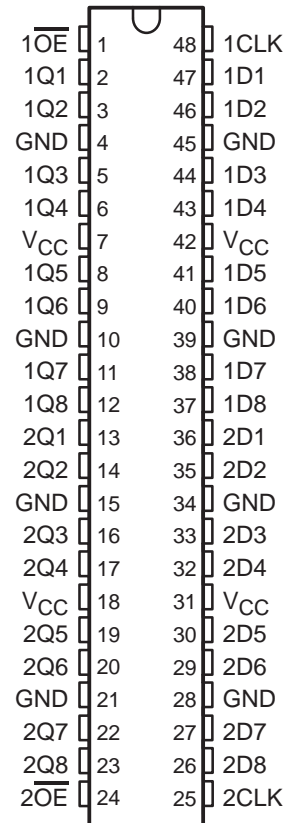 1O̅E̅ 1 48 1CLK
1Q1 2 47 1D1
1Q2 3 46 1D2
GND 4 45 GND
1Q3 5 44 1D3
1Q4 6 43 1D4
VCC 7 42 VCC
1Q5 8 41 1D5
1Q6 9 40 1D6
GND 10 39 GND
1Q7 11 38 1D7
1Q8 12 37 1D8
2Q1 13 36 2D1
2Q2 14 35 2D2
GND 15 34 GND
2Q3 16 33 2D3
2Q4 17 32 2D4
VCC 18 31 VCC
2Q5 19 30 2D5
2Q6 20 29 2D6
GND 21 28 GND
2Q7 22 27 2D7
2Q8 23 26 2D8
2O̅E̅ 24 25 2CLK